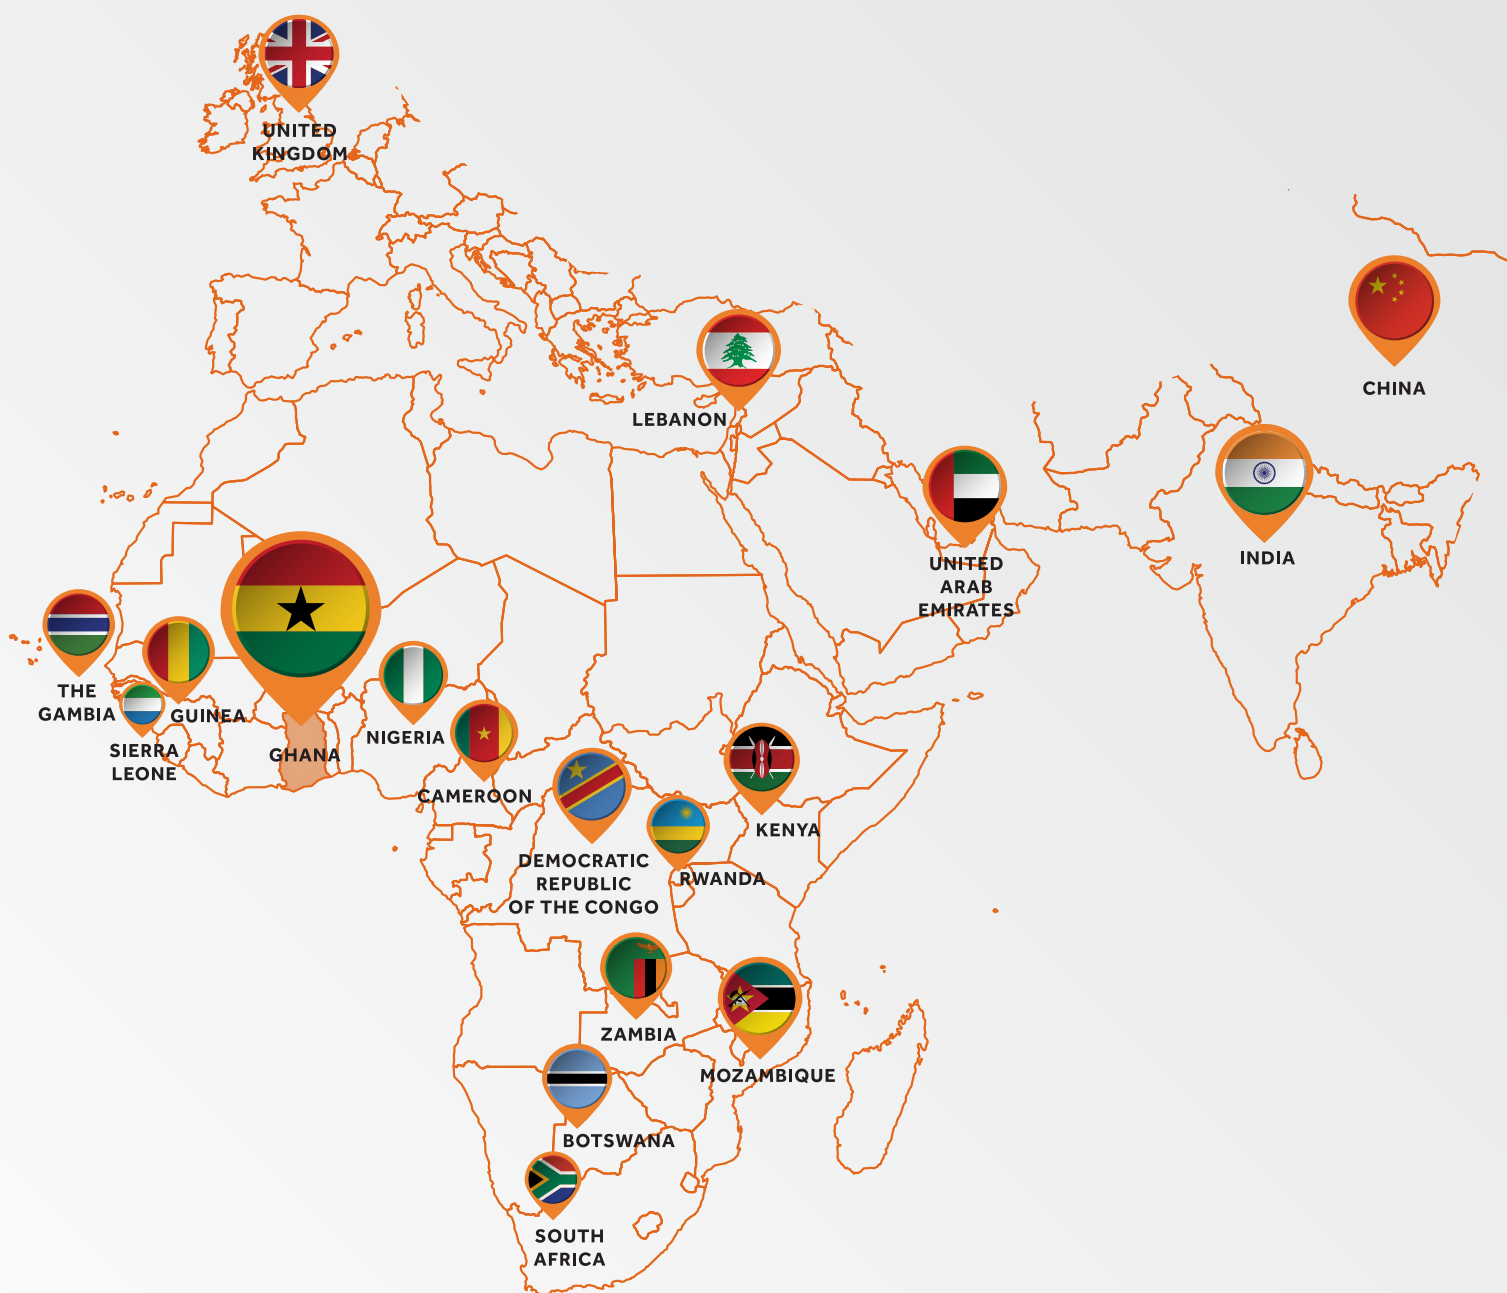 UNITED
KINGDOM
CHINA
LEBANON
INDIA
UNITED
ARAB
EMIRATES
THE
GAMBIA
GUINEA
SIERRA
LEONE
GHANA
NIGERIA
CAMEROON
KENYA
DEMOCRATIC
REPUBLIC
OF THE CONGO
RWANDA
ZAMBIA
MOZAMBIQUE
BOTSWANA
SOUTH
AFRICA